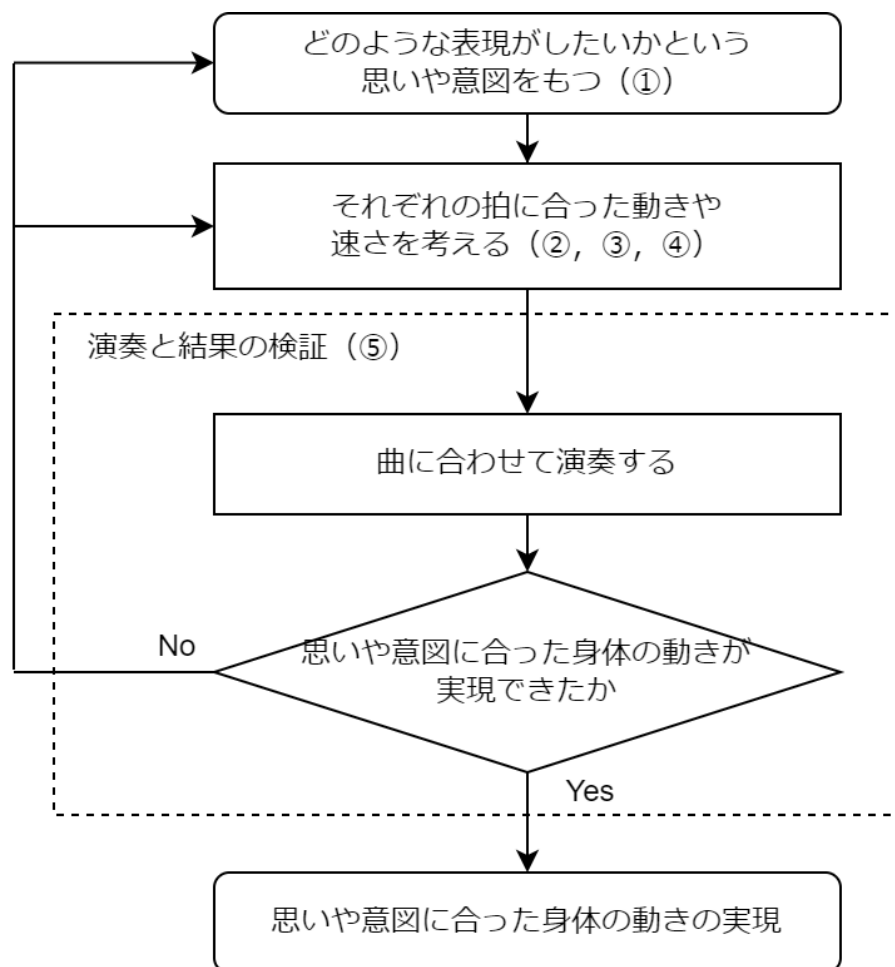 どのような表現がしたいかという
思いや意図をもつ（①）
それぞれの拍に合った動きや
速さを考える（②，③，④）
演奏と結果の検証（⑤）
曲に合わせて演奏する
思いや意図に合った身体の動きが
実現できたか
No
Yes
思いや意図に合った身体の動きの実現